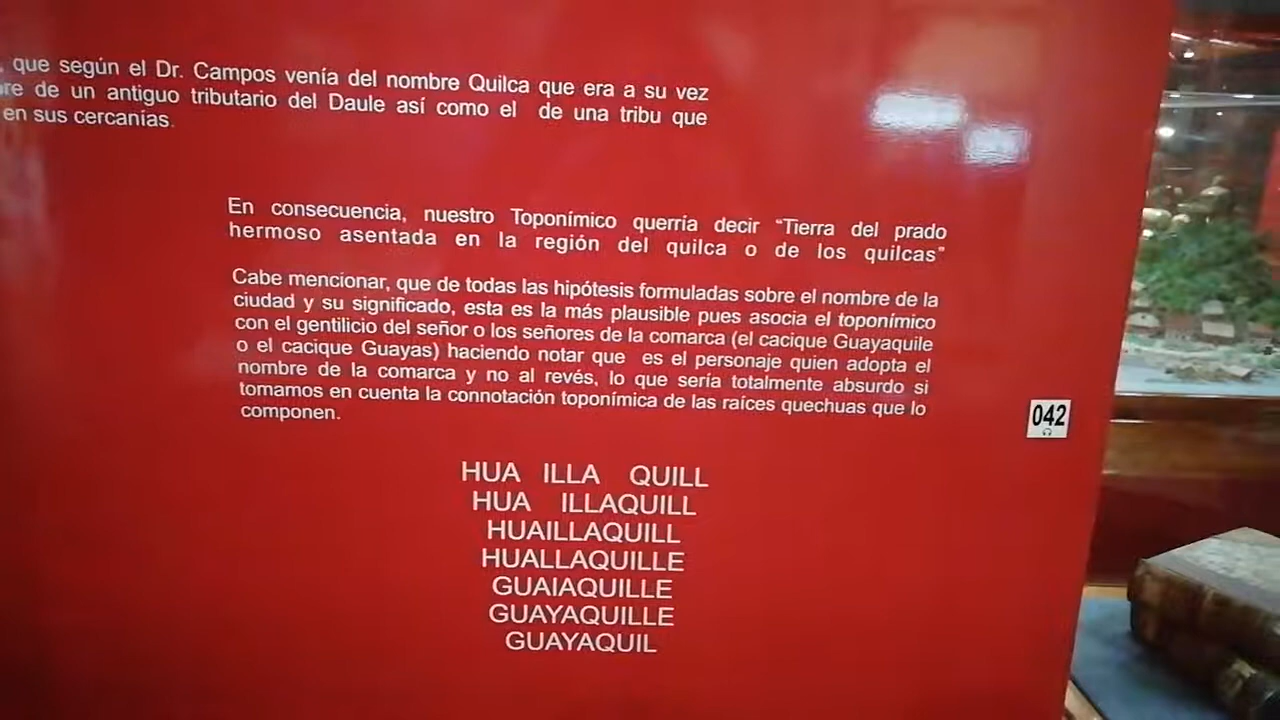 , que según el Dr. Campos venía del nombre Quilca que era a su vez
de un antiguo tributario del Daule así como el de una tribu que
en sus cercanías.
En consecuencia, nuestro Toponímico querría decir “Tierra del prado
hermoso asentada en la región del quilca o de los quilcas”
Cabe mencionar, que de todas las hipótesis formuladas sobre el nombre de la
ciudad y su significado, esta es la más plausible pues asocia el toponímico
con el gentilicio del señor o los señores de la comarca (el cacique Guayaquile
o el cacique Guayas) haciendo notar que es el personaje quien adopta el
nombre de la comarca y no al revés, lo que sería totalmente absurdo si
tomamos en cuenta la connotación toponímica de las raíces quechuas que lo
componen.
042
HUA ILLA QUILL
HUA ILLAQUILL
HUAILLAQUILL
HUALLAQUILLE
GUAIAQUILLE
GUAYAQUILLE
GUAYAQUIL